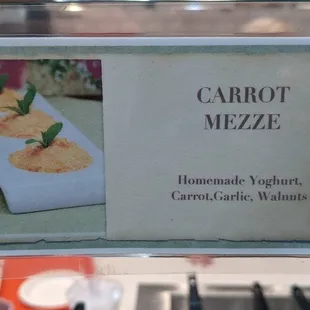 CARROT
MEZZE
Homemade Yoghurt,
Carrot,Garlic, Walnuts